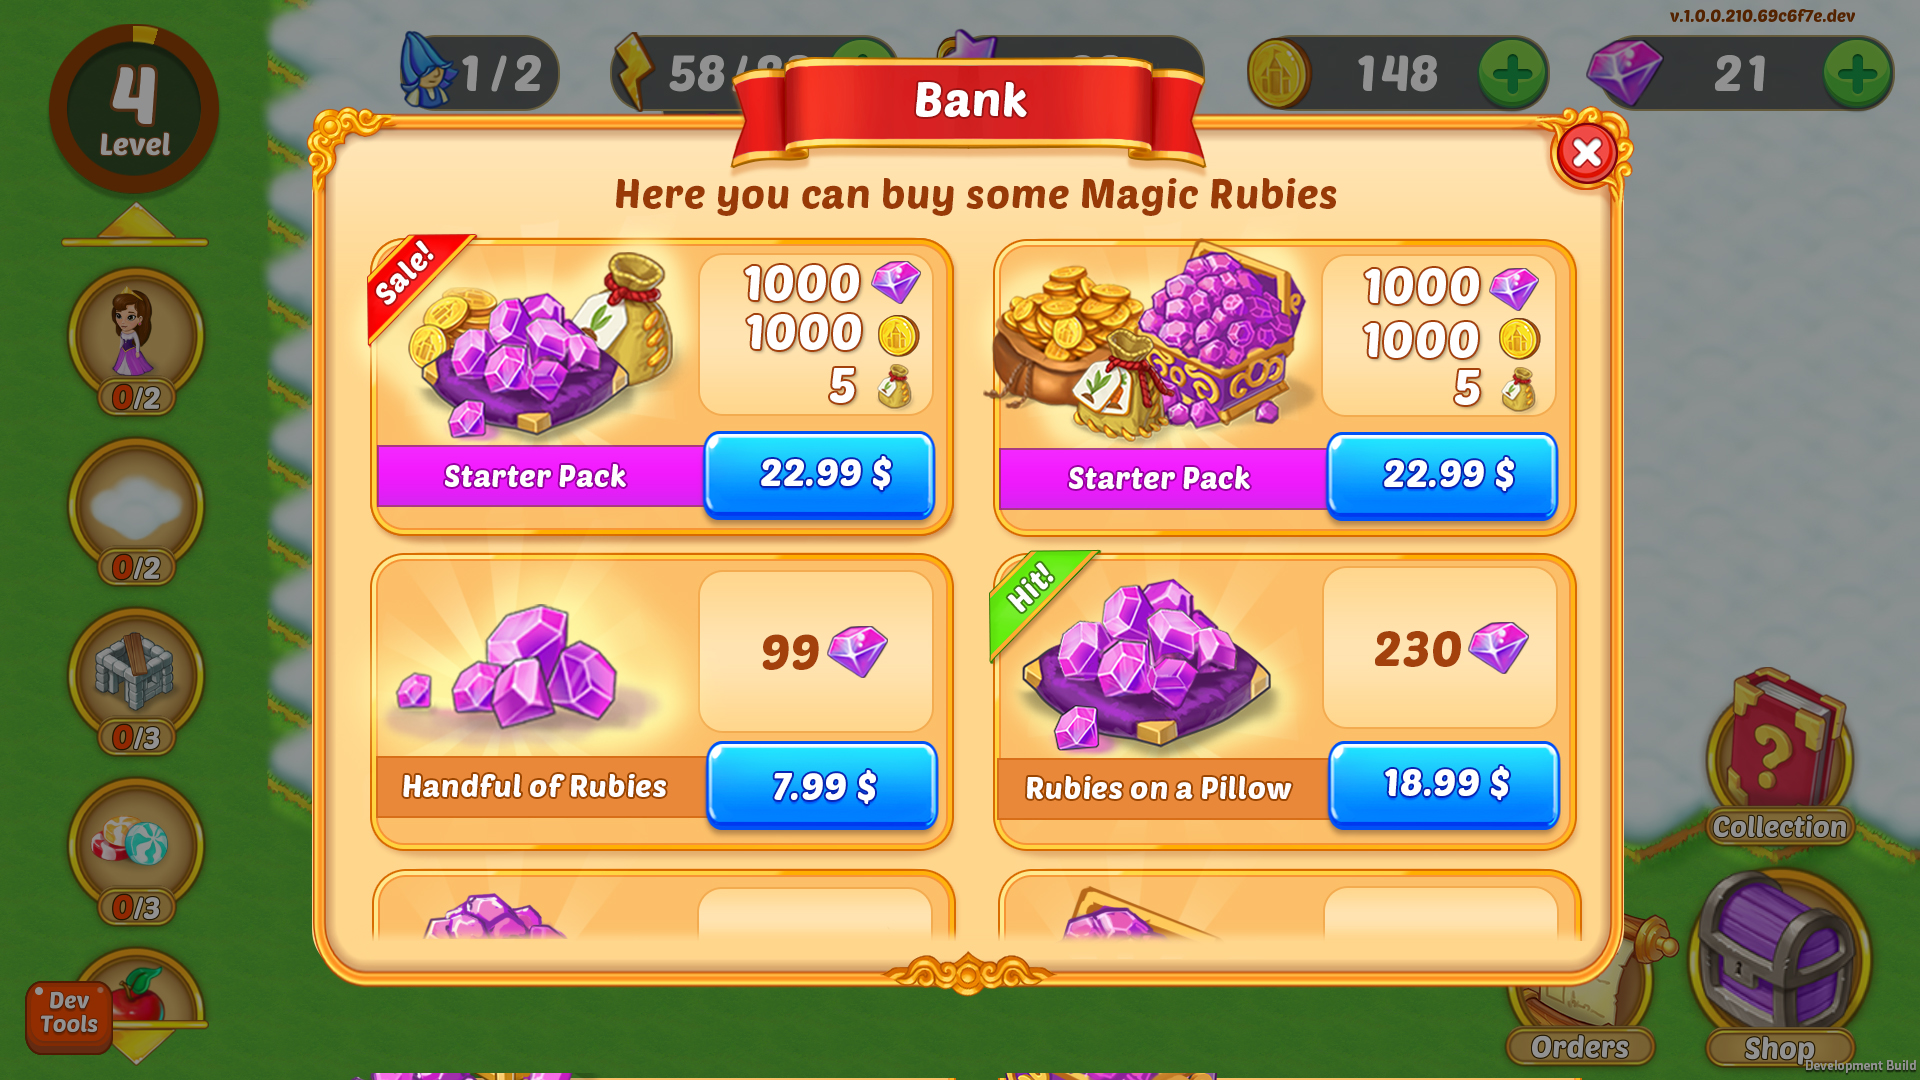 v.1.0.0.210.69c6f7e.dev
4
Level
1/2
58/
148
21
Bank
Here you can buy some Magic Rubies
Sale!
1000
1000
5
Starter Pack
22.99 $
1000
1000
5
Starter Pack
22.99 $
99
Handful of Rubies
7.99 $
Hit!
230
Rubies on a Pillow
18.99 $
0/2
0/2
0/3
0/3
Dev
Tools
?
Collection
Orders
Shop
Development Build